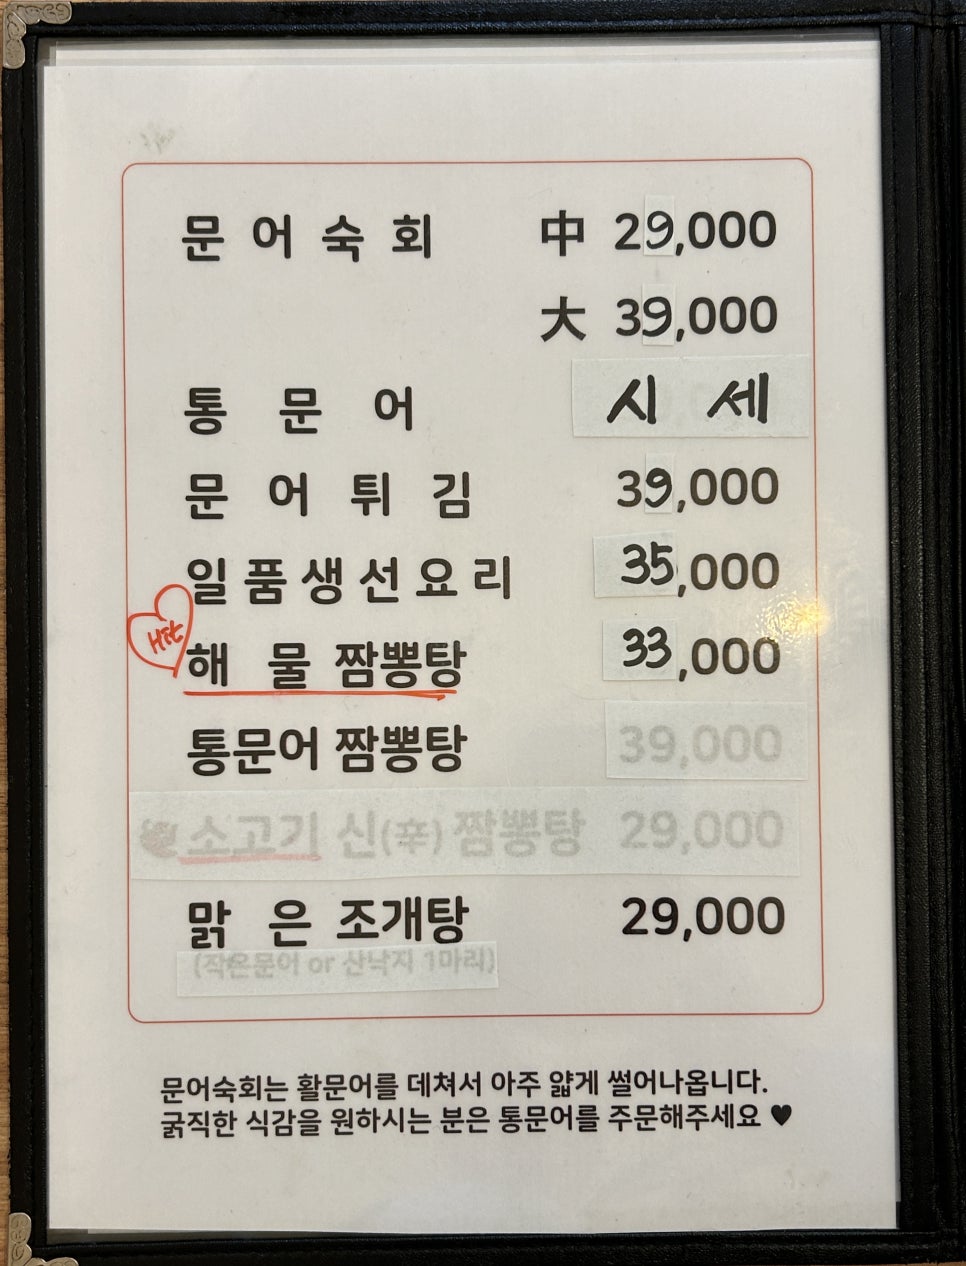 문어숙회 中 29,000
大 39,000
통문어 시세
문어튀김 39,000
일품생선요리 35,000
Hit
해물 짬뽕탕 33,000
통문어 짬뽕탕 39,000
소고기 신(辛) 짬뽕탕 29,000
맑은 조개탕 29,000
(작은문어 or 산낙지 1마리)
문어숙회는 활문어를 데쳐서 아주 얇게 썰어나옵니다.
굵직한 식감을 원하시는 분은 통문어를 주문해주세요 ♥